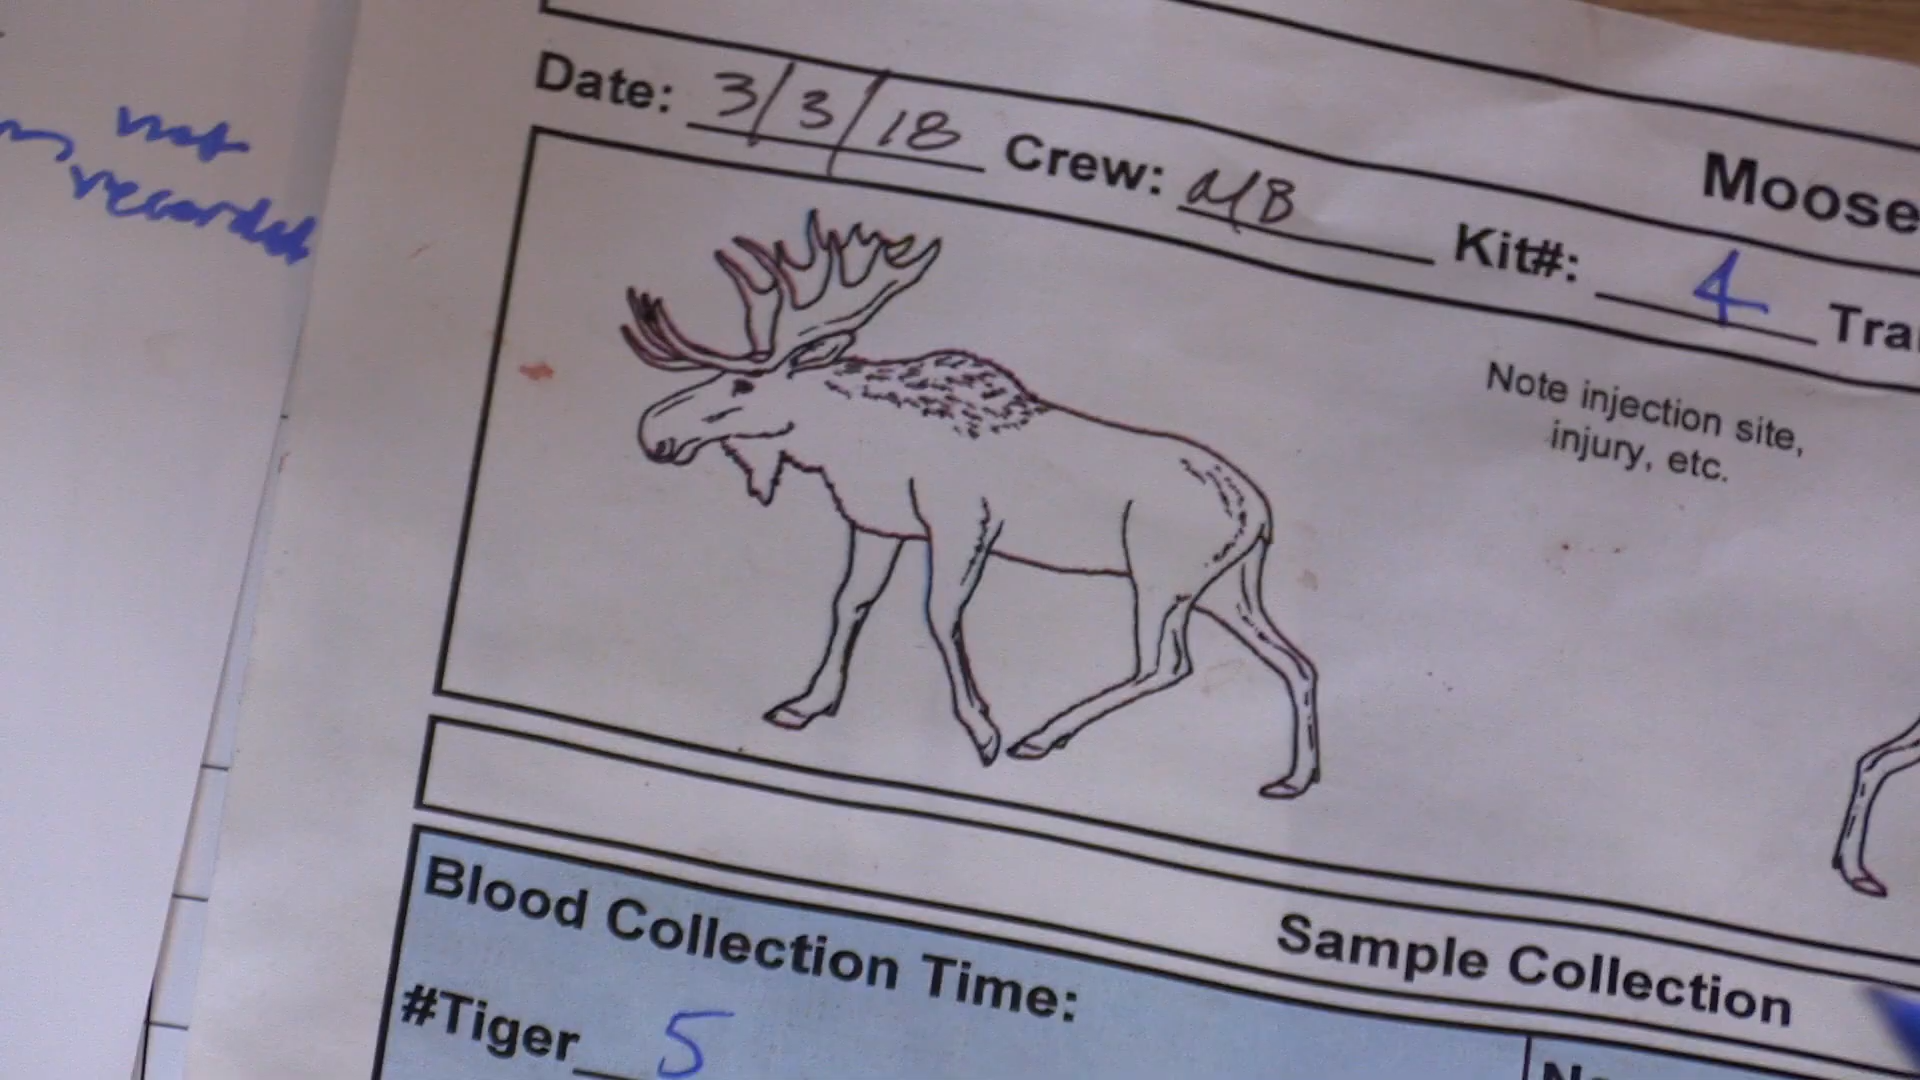 not
recorded
Date: 3/3/18 Crew: MB Kit#: 4 Tra
Moose
Note injection site,
injury, etc.
Sample Collection
Blood Collection Time:
#Tiger 5